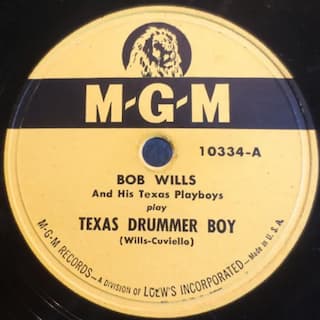 M-G-M
10334-A
BOB WILLS
And His Texas Playboys
play
TEXAS DRUMMER BOY
(Wills-Cuviello)
M-G-M RECORDS—A DIVISION OF LOEW'S INCORPORATED—Made in U. S. A.